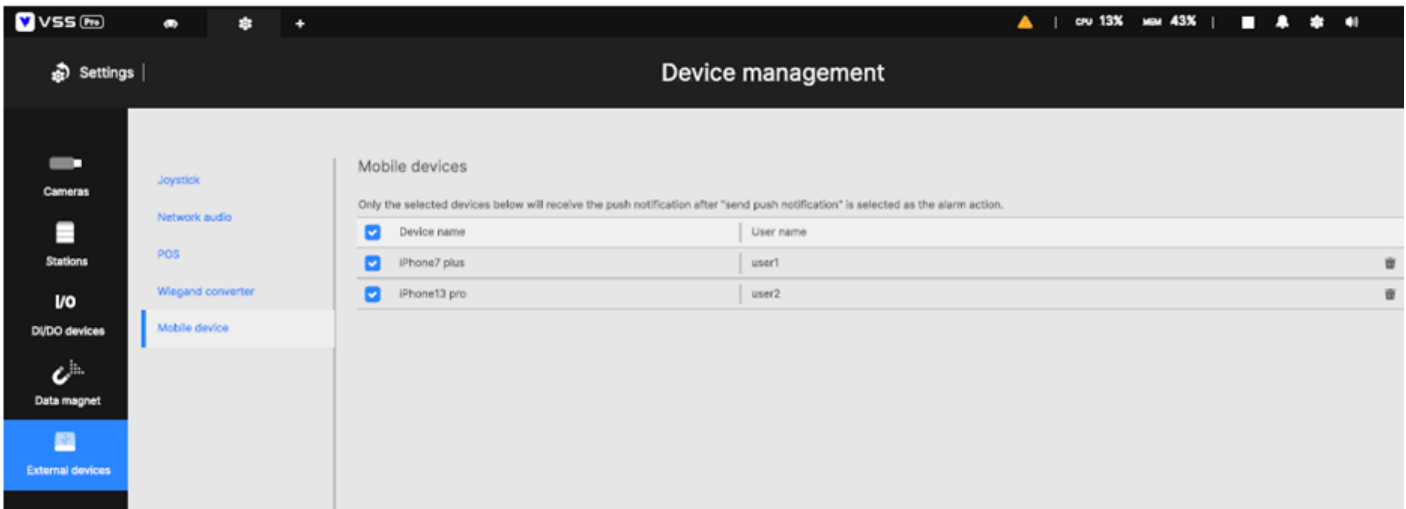 VSS Pro
+
CPU 13% MEM 43%
Settings
Device management
Cameras
Stations
I/O
DI/DO devices
Data magnet
External devices
Joystick
Network audio
POS
Wiegand converter
Mobile device
Mobile devices
Only the selected devices below will receive the push notification after "send push notification" is selected as the alarm action.
Device name User name
iPhone7 plus user1
iPhone13 pro user2